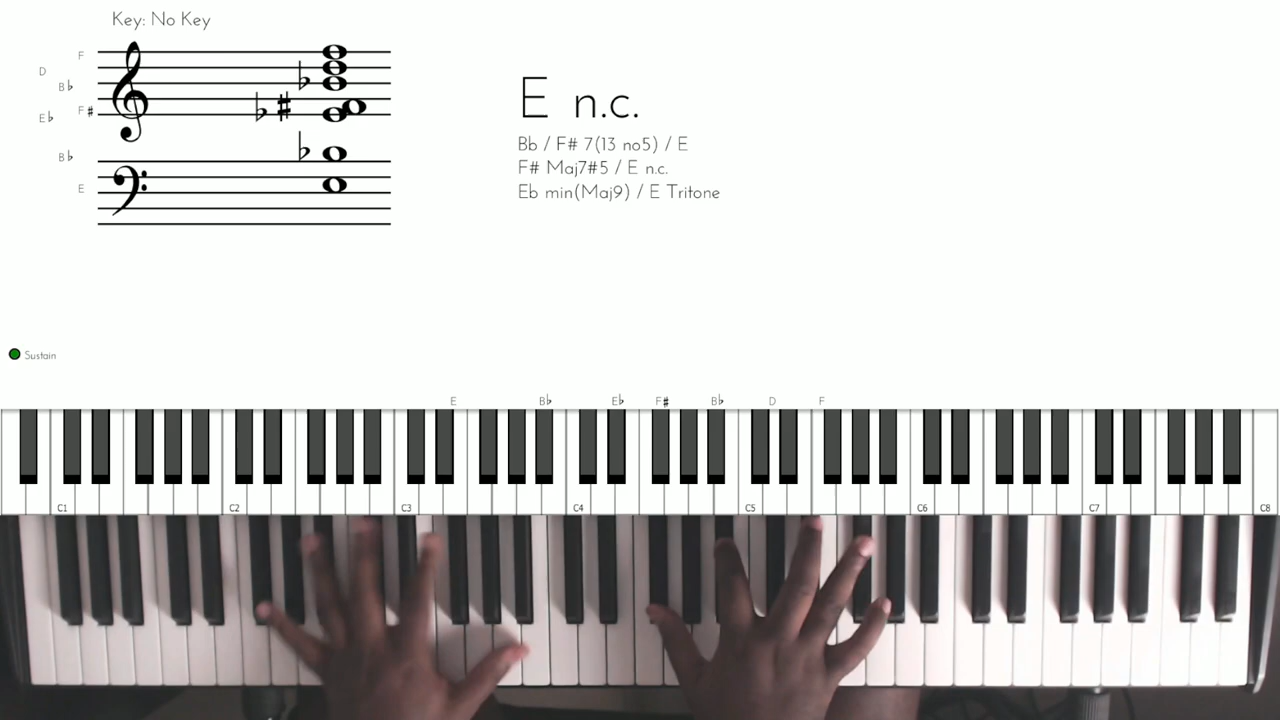 Key: No Key
F
D
B♭
F♯
E♭
B♭
E
E n.c.
Bb / F# 7(13 no5) / E
F# Maj7#5 / E n.c.
Eb min(Maj9) / E Tritone
Sustain
E B♭ E♭ F♯ B♭ D F
C1 C2 C3 C4 C5 C6 C7 C8